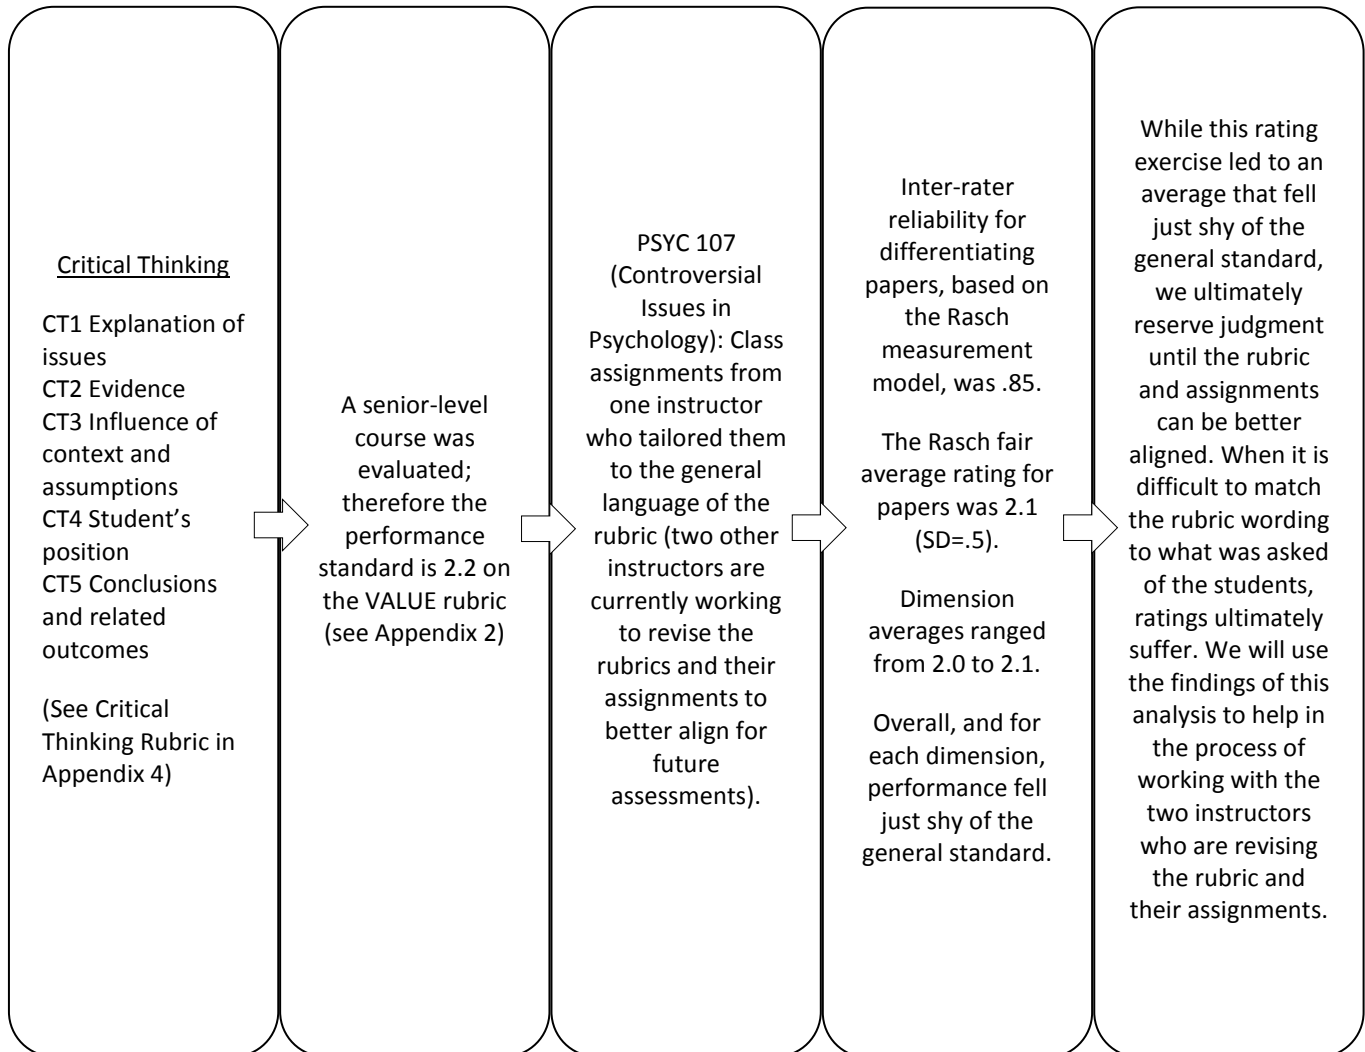 Critical Thinking
CT1 Explanation of
issues
CT2 Evidence
CT3 Influence of
context and
assumptions
CT4 Student’s
position
CT5 Conclusions
and related
outcomes
(See Critical
Thinking Rubric in
Appendix 4)
A senior-level
course was
evaluated;
therefore the
performance
standard is 2.2 on
the VALUE rubric
(see Appendix 2)
PSYC 107
(Controversial
Issues in
Psychology): Class
assignments from
one instructor
who tailored them
to the general
language of the
rubric (two other
instructors are
currently working
to revise the
rubrics and their
assignments to
better align for
future
assessments).
Inter-rater
reliability for
differentiating
papers, based on
the Rasch
measurement
model, was .85.
The Rasch fair
average rating for
papers was 2.1
(SD=.5).
Dimension
averages ranged
from 2.0 to 2.1.
Overall, and for
each dimension,
performance fell
just shy of the
general standard.
While this rating
exercise led to an
average that fell
just shy of the
general standard,
we ultimately
reserve judgment
until the rubric
and assignments
can be better
aligned. When it is
difficult to match
the rubric wording
to what was asked
of the students,
ratings ultimately
suffer. We will use
the findings of this
analysis to help in
the process of
working with the
two instructors
who are revising
the rubric and
their assignments.